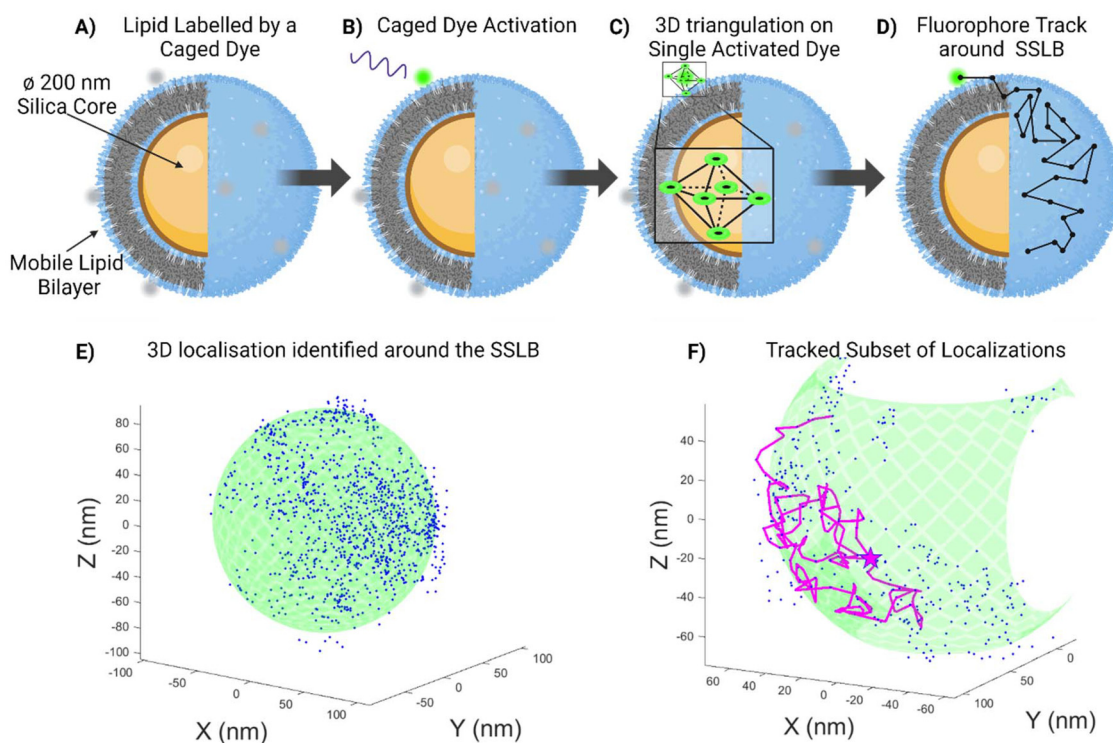 A) Lipid Labelled by a
Caged Dye
B) Caged Dye Activation
C) 3D triangulation on
Single Activated Dye
D) Fluorophore Track
around SSLB
ø 200 nm
Silica Core
Mobile Lipid
Bilayer
E) 3D localisation identified around the SSLB
80
60
40
20
0
-20
-40
-60
-80
-100
Z (nm)
-100
-50
0
50
100
X (nm)
-100
-50
0
50
100
Y (nm)
F) Tracked Subset of Localizations
40
20
0
-20
-40
-60
Z (nm)
60
40
20
0
-20
-40
-60
X (nm)
100
50
0
Y (nm)